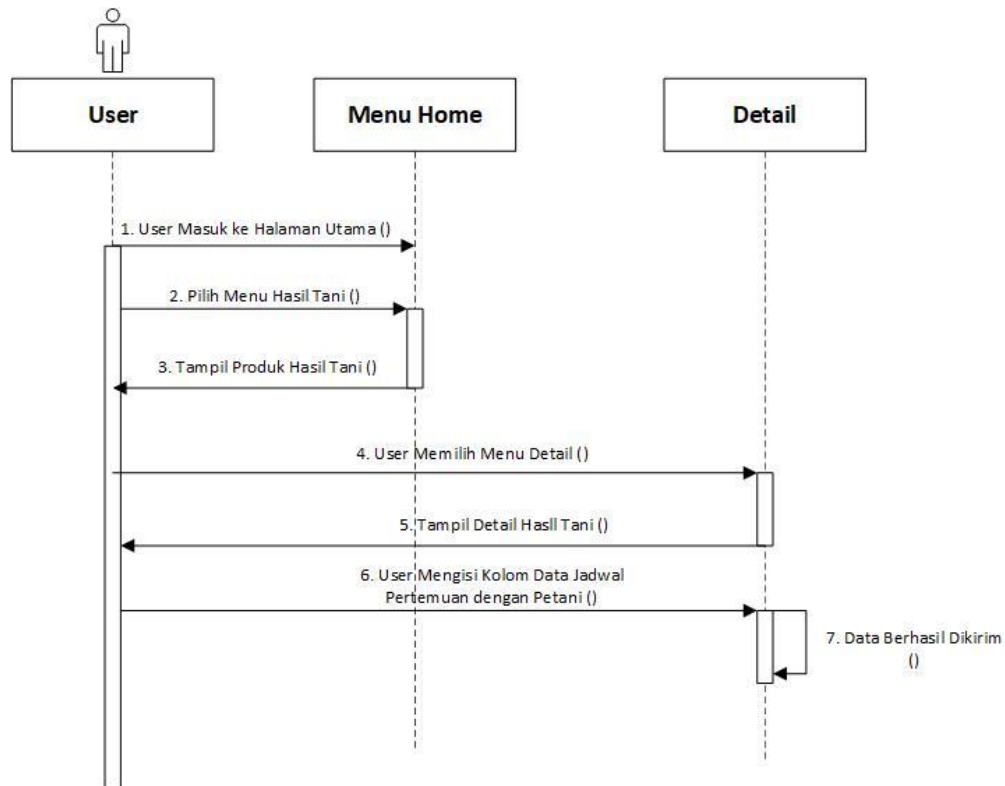 User
Menu Home
Detail
1. User Masuk ke Halaman Utama ()
2. Pilih Menu Hasil Tani ()
3. Tampil Produk Hasil Tani ()
4. User Memilih Menu Detail ()
5. Tampil Detail Hasll Tani ()
6. User Mengisi Kolom Data Jadwal
Pertemuan dengan Petani ()
7. Data Berhasil Dikirim
()